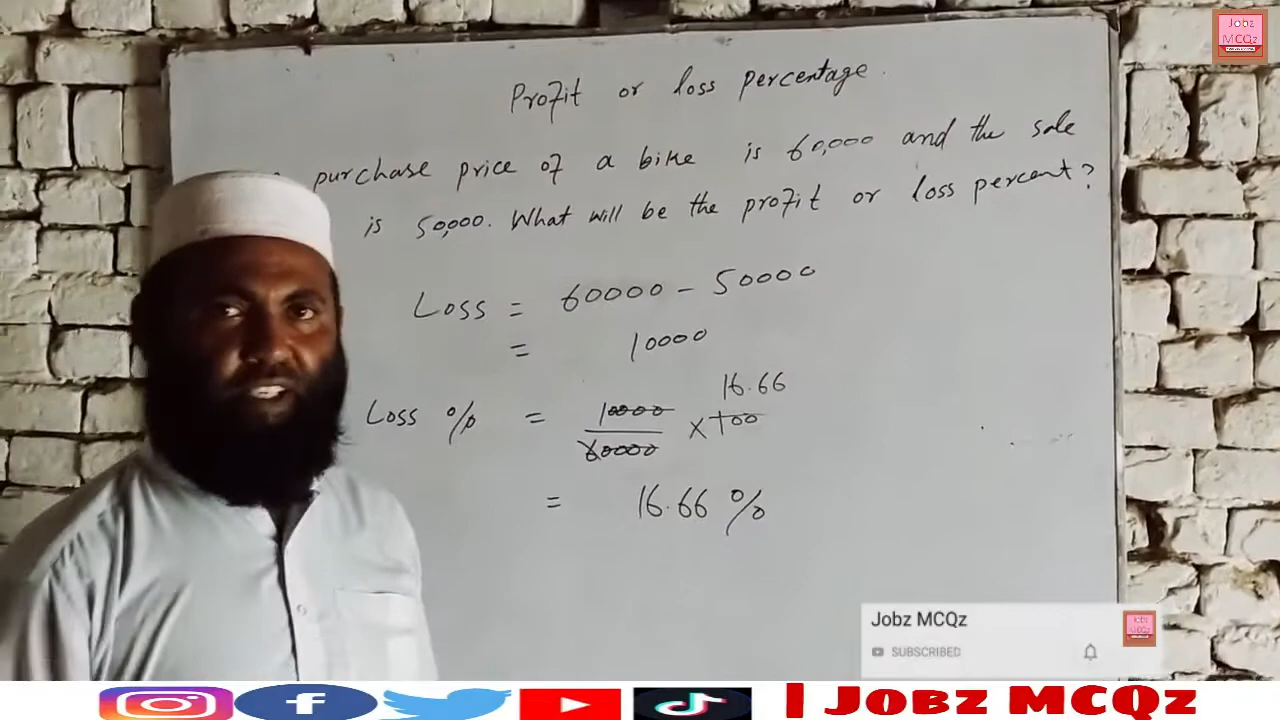 Jobz
MCQz
Profit or loss percentage.
purchase price of a bike is 60,000 and the sale
is 50,000. What will be the profit or loss percent?
Loss = 60000 - 50000
= 10000
16.66
Loss % = 10000/60000 × 100
= 16.66 %
Jobz MCQz
SUBSCRIBED
| Jobz MCQz